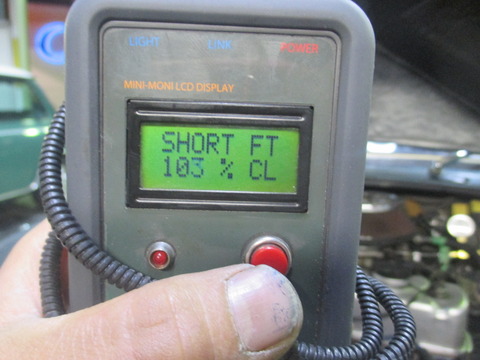 LIGHT LINK POWER
MINI-MONI LCD DISPLAY
SHORT FT
103 % CL